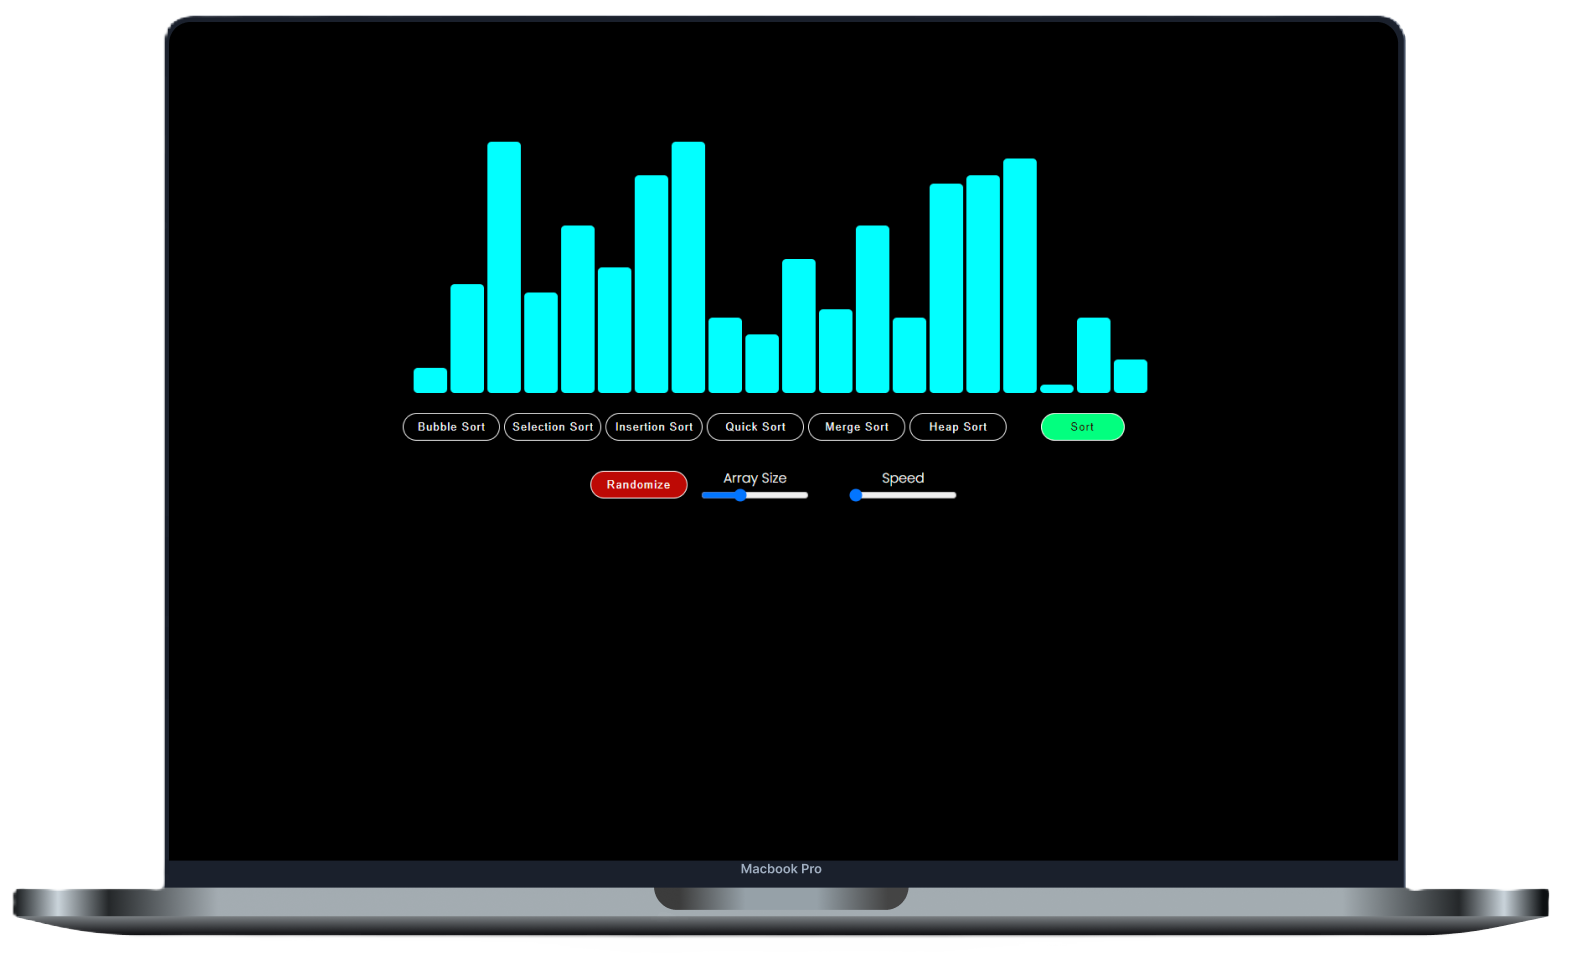 Bubble Sort Selection Sort Insertion Sort Quick Sort Merge Sort Heap Sort Sort
Randomize Array Size Speed
Macbook Pro